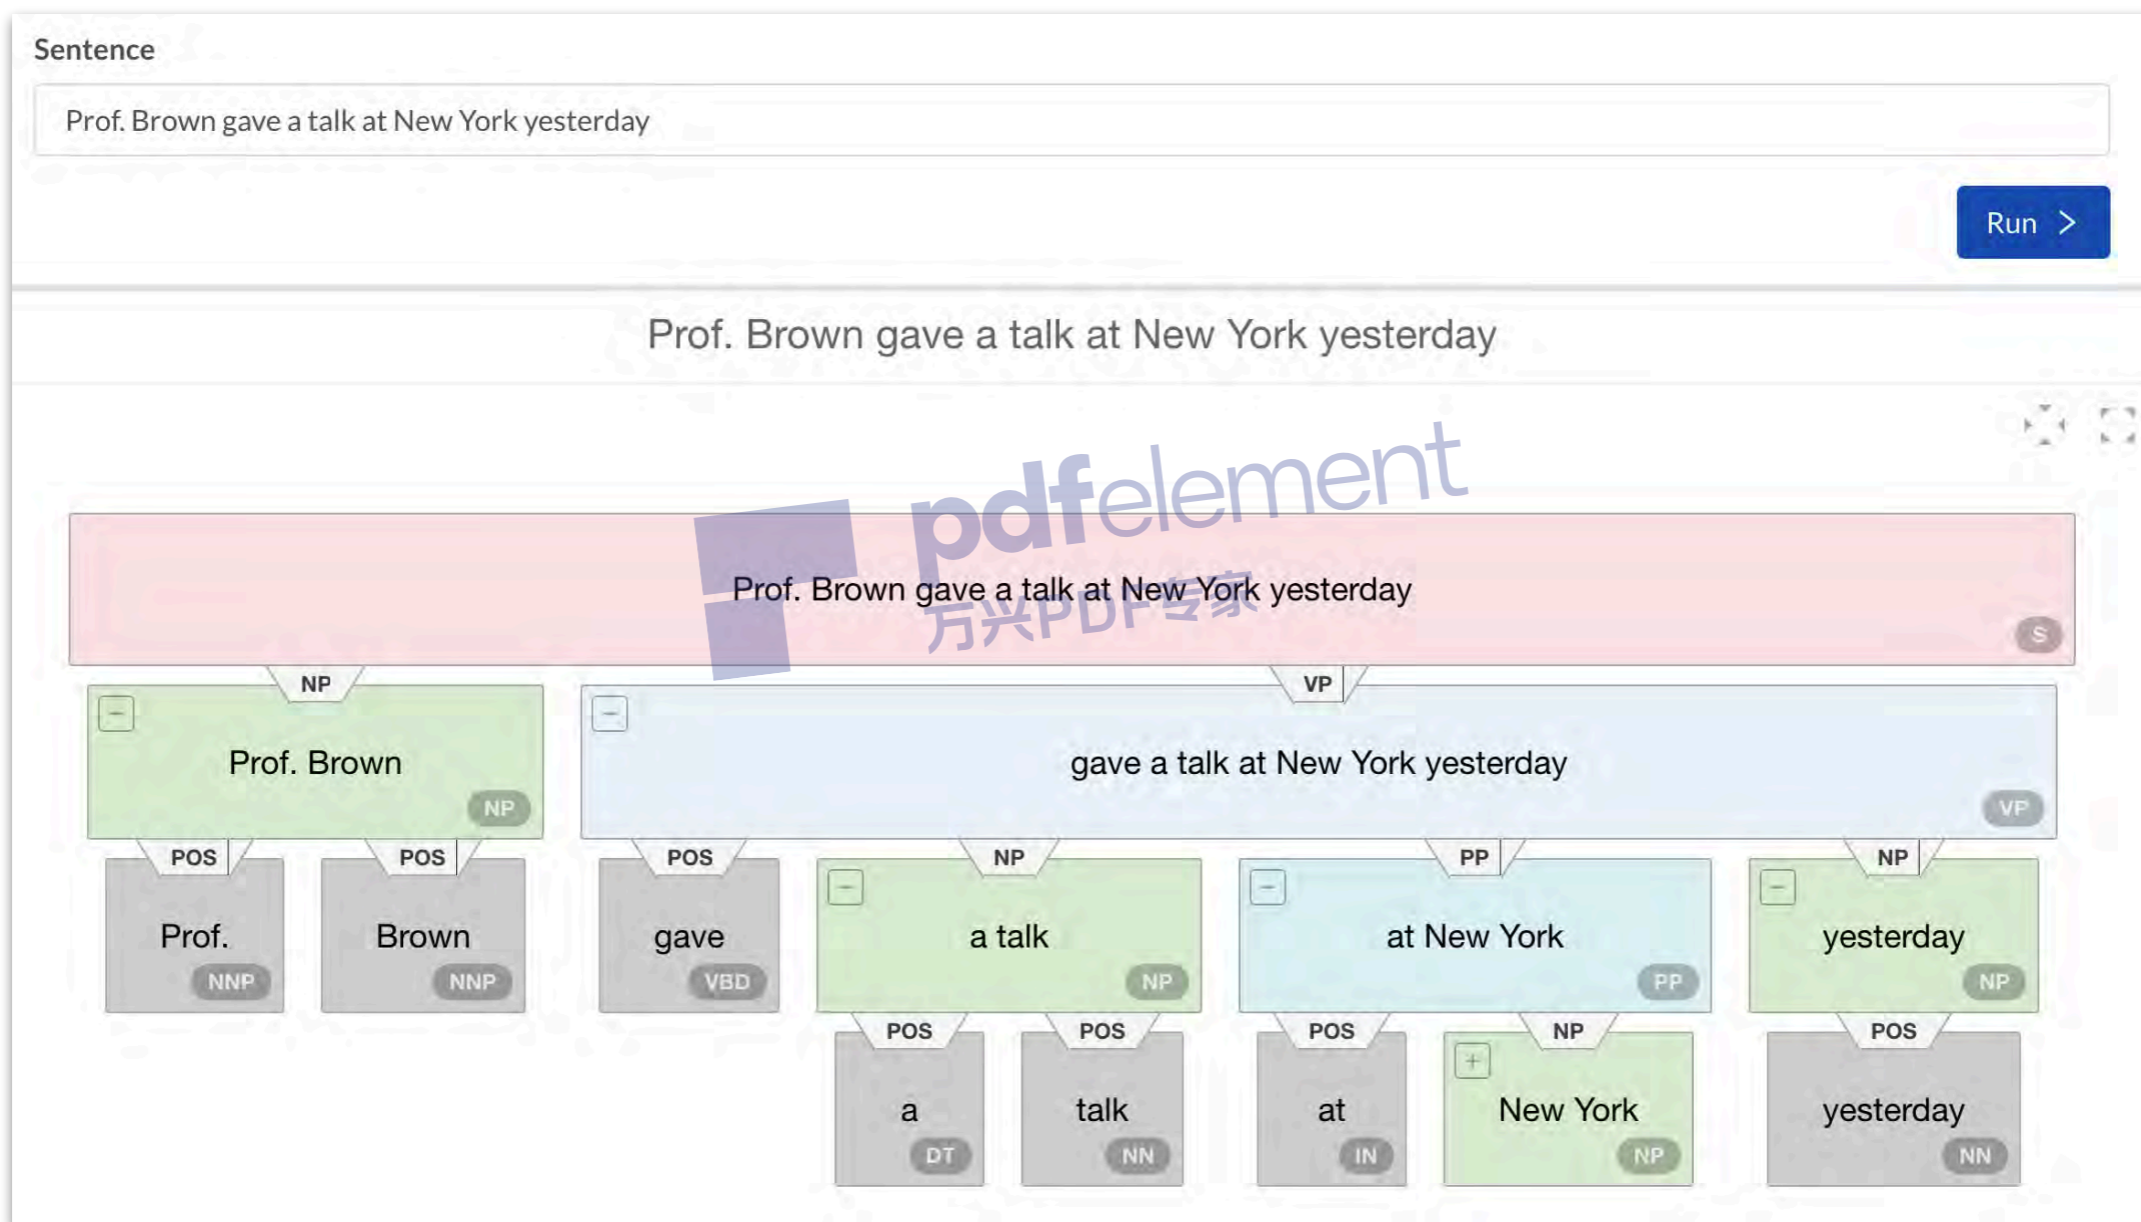 Sentence
Prof. Brown gave a talk at New York yesterday
Run
Prof. Brown gave a talk at New York yesterday
pdfelement
万兴PDF专家
Prof. Brown gave a talk at New York yesterday
S
NP VP
Prof. Brown gave a talk at New York yesterday
NP VP
POS POS POS NP PP NP
Prof. Brown gave a talk at New York yesterday
NNP NNP VBD NP PP NP
POS POS POS NP POS
a talk at New York yesterday
DT NN IN NP NN